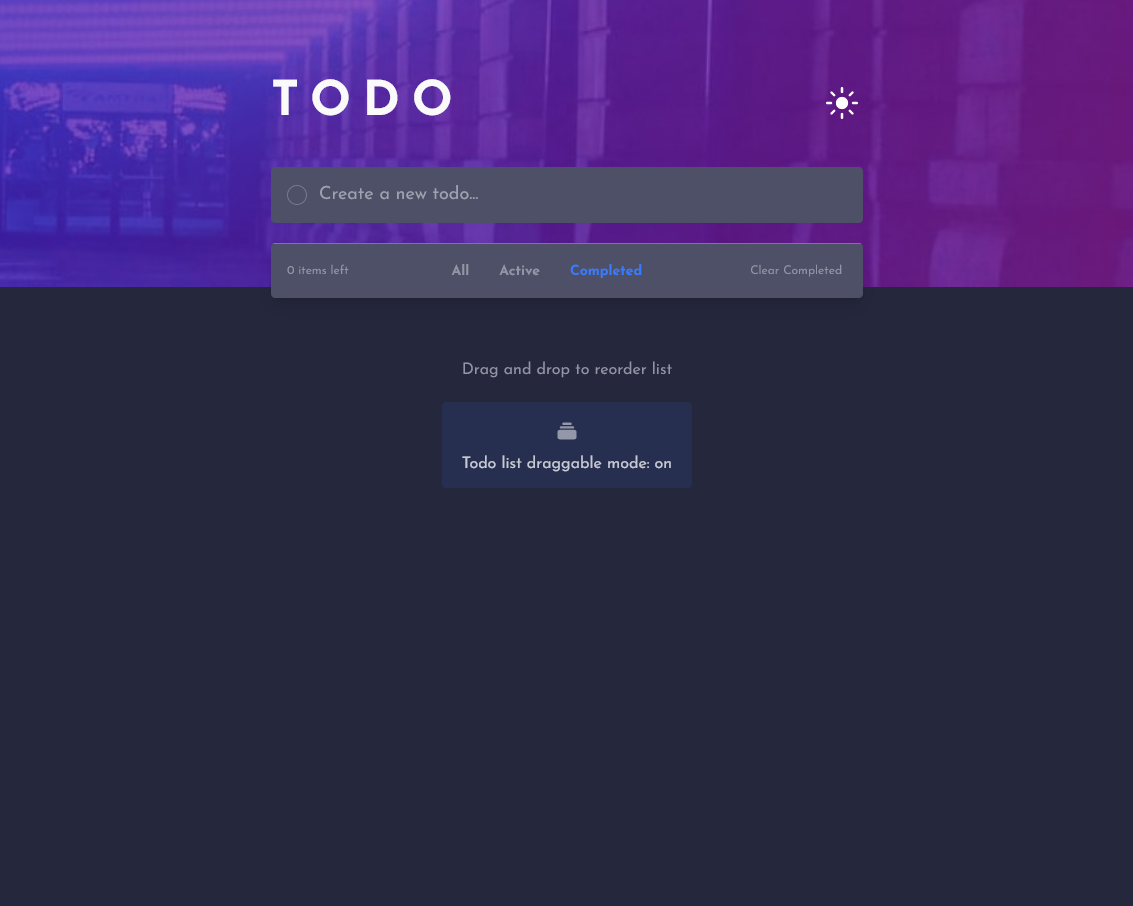 TODO
Create a new todo...
0 items left
All Active Completed
Clear Completed
Drag and drop to reorder list
Todo list draggable mode: on